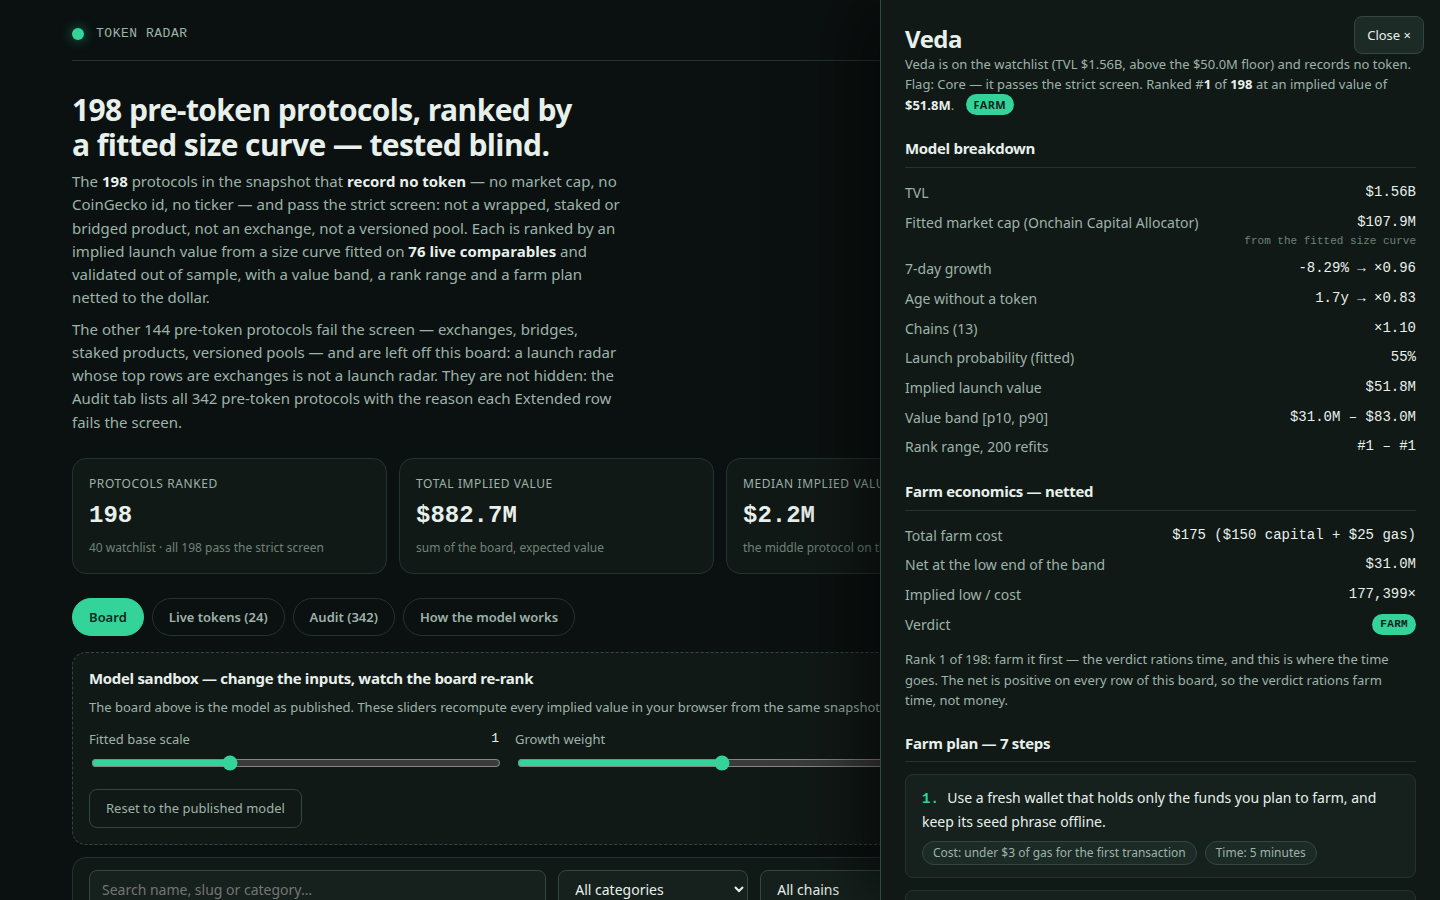 TOKEN RADAR
198 pre-token protocols, ranked by
a fitted size curve — tested blind.
The 198 protocols in the snapshot that record no token — no market cap, no
CoinGecko id, no ticker — and pass the strict screen: not a wrapped, staked or
bridged product, not an exchange, not a versioned pool. Each is ranked by an
implied launch value from a size curve fitted on 76 live comparables and
validated out of sample, with a value band, a rank range and a farm plan
netted to the dollar.
The other 144 pre-token protocols fail the screen — exchanges, bridges,
staked products, versioned pools — and are left off this board: a launch radar
whose top rows are exchanges is not a launch radar. They are not hidden: the
Audit tab lists all 342 pre-token protocols with the reason each Extended row
fails the screen.
PROTOCOLS RANKED
198
40 watchlist · all 198 pass the strict screen
TOTAL IMPLIED VALUE
$882.7M
sum of the board, expected value
MEDIAN IMPLIED VALU
$2.2M
the middle protocol on t
Board
Live tokens (24)
Audit (342)
How the model works
Model sandbox — change the inputs, watch the board re-rank
The board above is the model as published. These sliders recompute every implied value in your browser from the same snapshot
Fitted base scale 1
Growth weight
Reset to the published model
Search name, slug or category...
All categories
All chains
Veda
Close ×
Veda is on the watchlist (TVL $1.56B, above the $50.0M floor) and records no token.
Flag: Core — it passes the strict screen. Ranked #1 of 198 at an implied value of
$51.8M. FARM
Model breakdown
TVL $1.56B
Fitted market cap (Onchain Capital Allocator) $107.9M
from the fitted size curve
7-day growth -8.29% → ×0.96
Age without a token 1.7y → ×0.83
Chains (13) ×1.10
Launch probability (fitted) 55%
Implied launch value $51.8M
Value band [p10, p90] $31.0M – $83.0M
Rank range, 200 refits #1 – #1
Farm economics — netted
Total farm cost $175 ($150 capital + $25 gas)
Net at the low end of the band $31.0M
Implied low / cost 177,399×
Verdict FARM
Rank 1 of 198: farm it first — the verdict rations time, and this is where the time
goes. The net is positive on every row of this board, so the verdict rations farm
time, not money.
Farm plan — 7 steps
1. Use a fresh wallet that holds only the funds you plan to farm, and
keep its seed phrase offline.
Cost: under $3 of gas for the first transaction
Time: 5 minutes